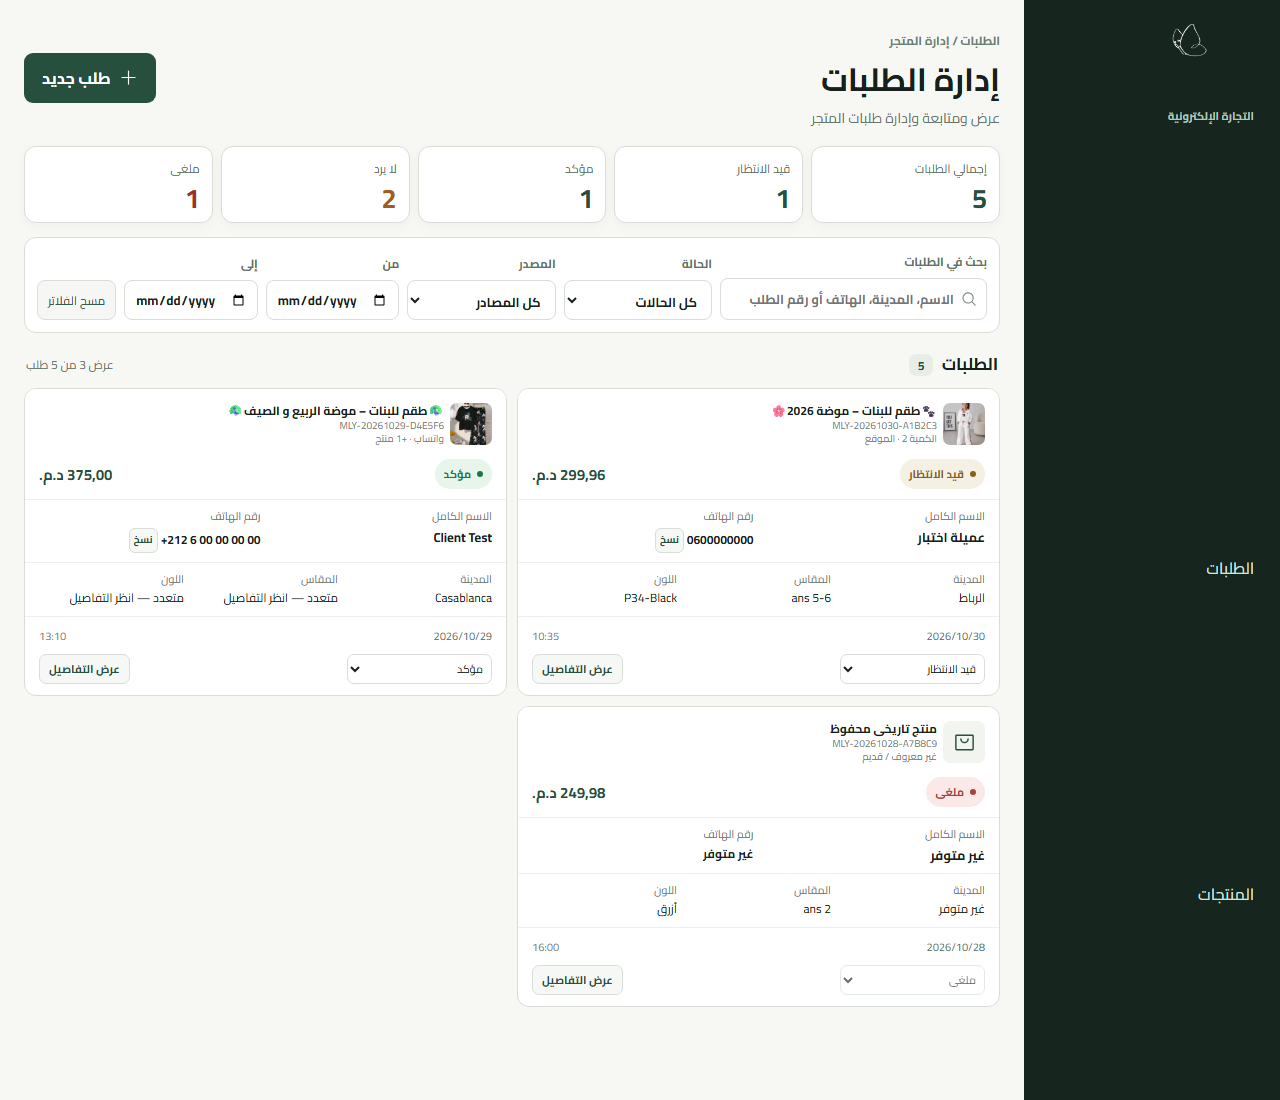 التجارة الإلكترونية
الطلبات
المنتجات
الطلبات / إدارة المتجر
إدارة الطلبات
عرض ومتابعة وإدارة طلبات المتجر
طلب جديد
إجمالي الطلبات
5
قيد الانتظار
1
مؤكد
1
لا يرد
2
ملغى
1
بحث في الطلبات
الاسم، المدينة، الهاتف أو رقم الطلب
الحالة
كل الحالات
المصدر
كل المصادر
من
mm/dd/yyyy
إلى
mm/dd/yyyy
مسح الفلاتر
الطلبات 5
عرض 3 من 5 طلب
🐾 طقم للبنات – موضة 2026 🌸
MLY-20261030-A1B2C3
الكمية 2 · الموقع
قيد الانتظار
299,96 د.م.
الاسم الكامل
عميلة اختبار
رقم الهاتف
0600000000 نسخ
المدينة
الرباط
المقاس
5-6 ans
اللون
P34-Black
2026/10/30
10:35
قيد الانتظار
عرض التفاصيل
🦚 طقم للبنات – موضة الربيع و الصيف 🦚
MLY-20261029-D4E5F6
واتساب · +1 منتج
مؤكد
375,00 د.م.
الاسم الكامل
Client Test
رقم الهاتف
+212 6 00 00 00 00 نسخ
المدينة
Casablanca
المقاس
متعدد — انظر التفاصيل
اللون
متعدد — انظر التفاصيل
2026/10/29
13:10
مؤكد
عرض التفاصيل
منتج تاريخي محفوظ
MLY-20261028-A7B8C9
غير معروف / قديم
ملغى
249,98 د.م.
الاسم الكامل
غير متوفر
رقم الهاتف
غير متوفر
المدينة
غير متوفر
المقاس
2 ans
اللون
أزرق
2026/10/28
16:00
ملغى
عرض التفاصيل